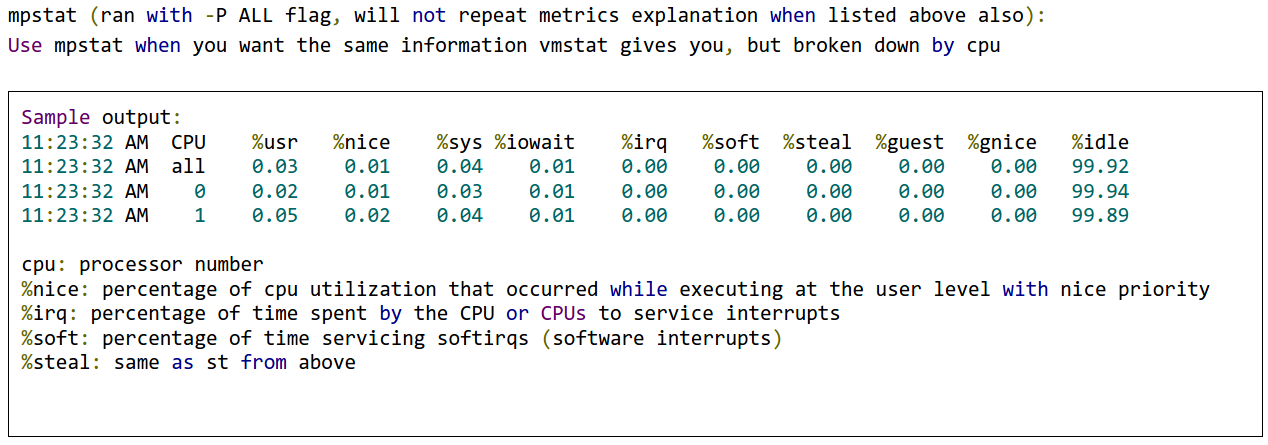 mpstat (ran with -P ALL flag, will not repeat metrics explanation when listed above also):
Use mpstat when you want the same information vmstat gives you, but broken down by cpu
Sample output:
11:23:32 AM  CPU    %usr   %nice    %sys %iowait    %irq   %soft  %steal  %guest  %gnice   %idle
11:23:32 AM  all    0.03    0.01    0.04    0.01    0.00    0.00    0.00    0.00    0.00   99.92
11:23:32 AM    0    0.02    0.01    0.03    0.01    0.00    0.00    0.00    0.00    0.00   99.94
11:23:32 AM    1    0.05    0.02    0.04    0.01    0.00    0.00    0.00    0.00    0.00   99.89
cpu: processor number
%nice: percentage of cpu utilization that occurred while executing at the user level with nice priority
%irq: percentage of time spent by the CPU or CPUs to service interrupts
%soft: percentage of time servicing softirqs (software interrupts)
%steal: same as st from above